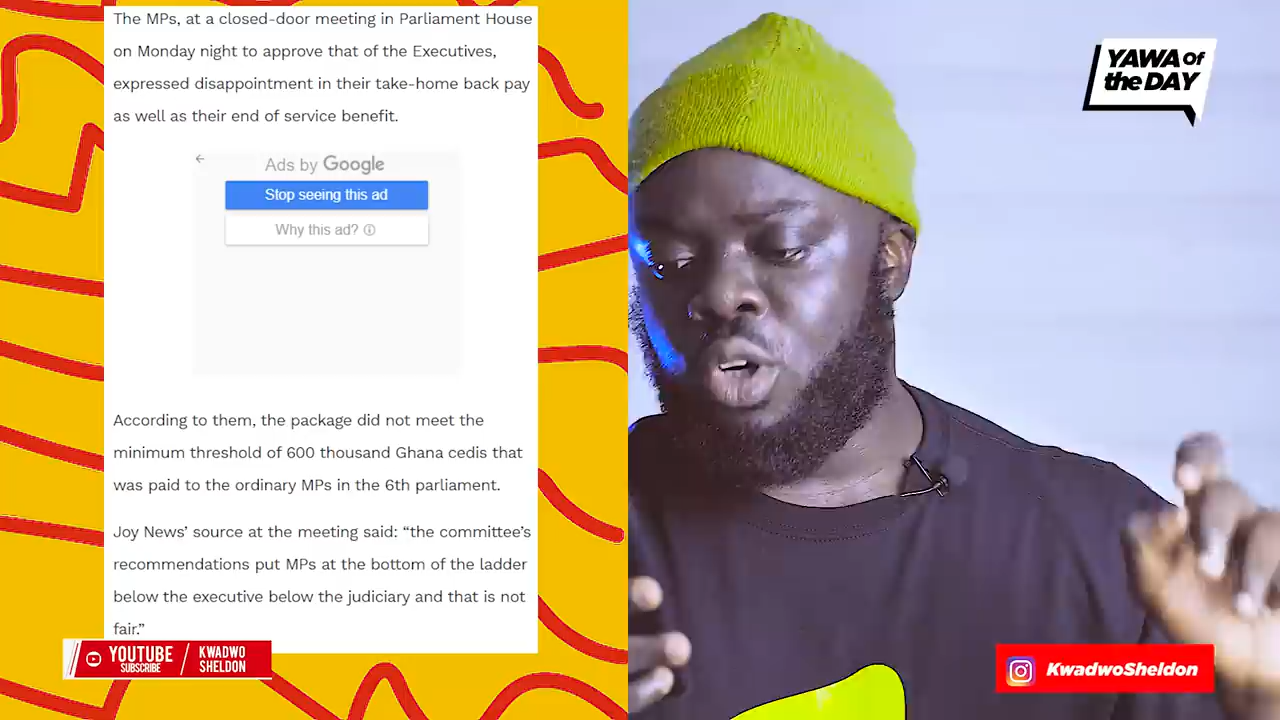 The MPs, at a closed-door meeting in Parliament House
on Monday night to approve that of the Executives,
expressed disappointment in their take-home back pay
as well as their end of service benefit.
Ads by Google
Stop seeing this ad
Why this ad?
According to them, the package did not meet the
minimum threshold of 600 thousand Ghana cedis that
was paid to the ordinary MPs in the 6th parliament.
Joy News’ source at the meeting said: “the committee’s
recommendations put MPs at the bottom of the ladder
below the executive below the judiciary and that is not
fair.”
YOUTUBE
SUBSCRIBE
KWADWO
SHELDON
YAWA of
the DAY
KwadwoSheldon